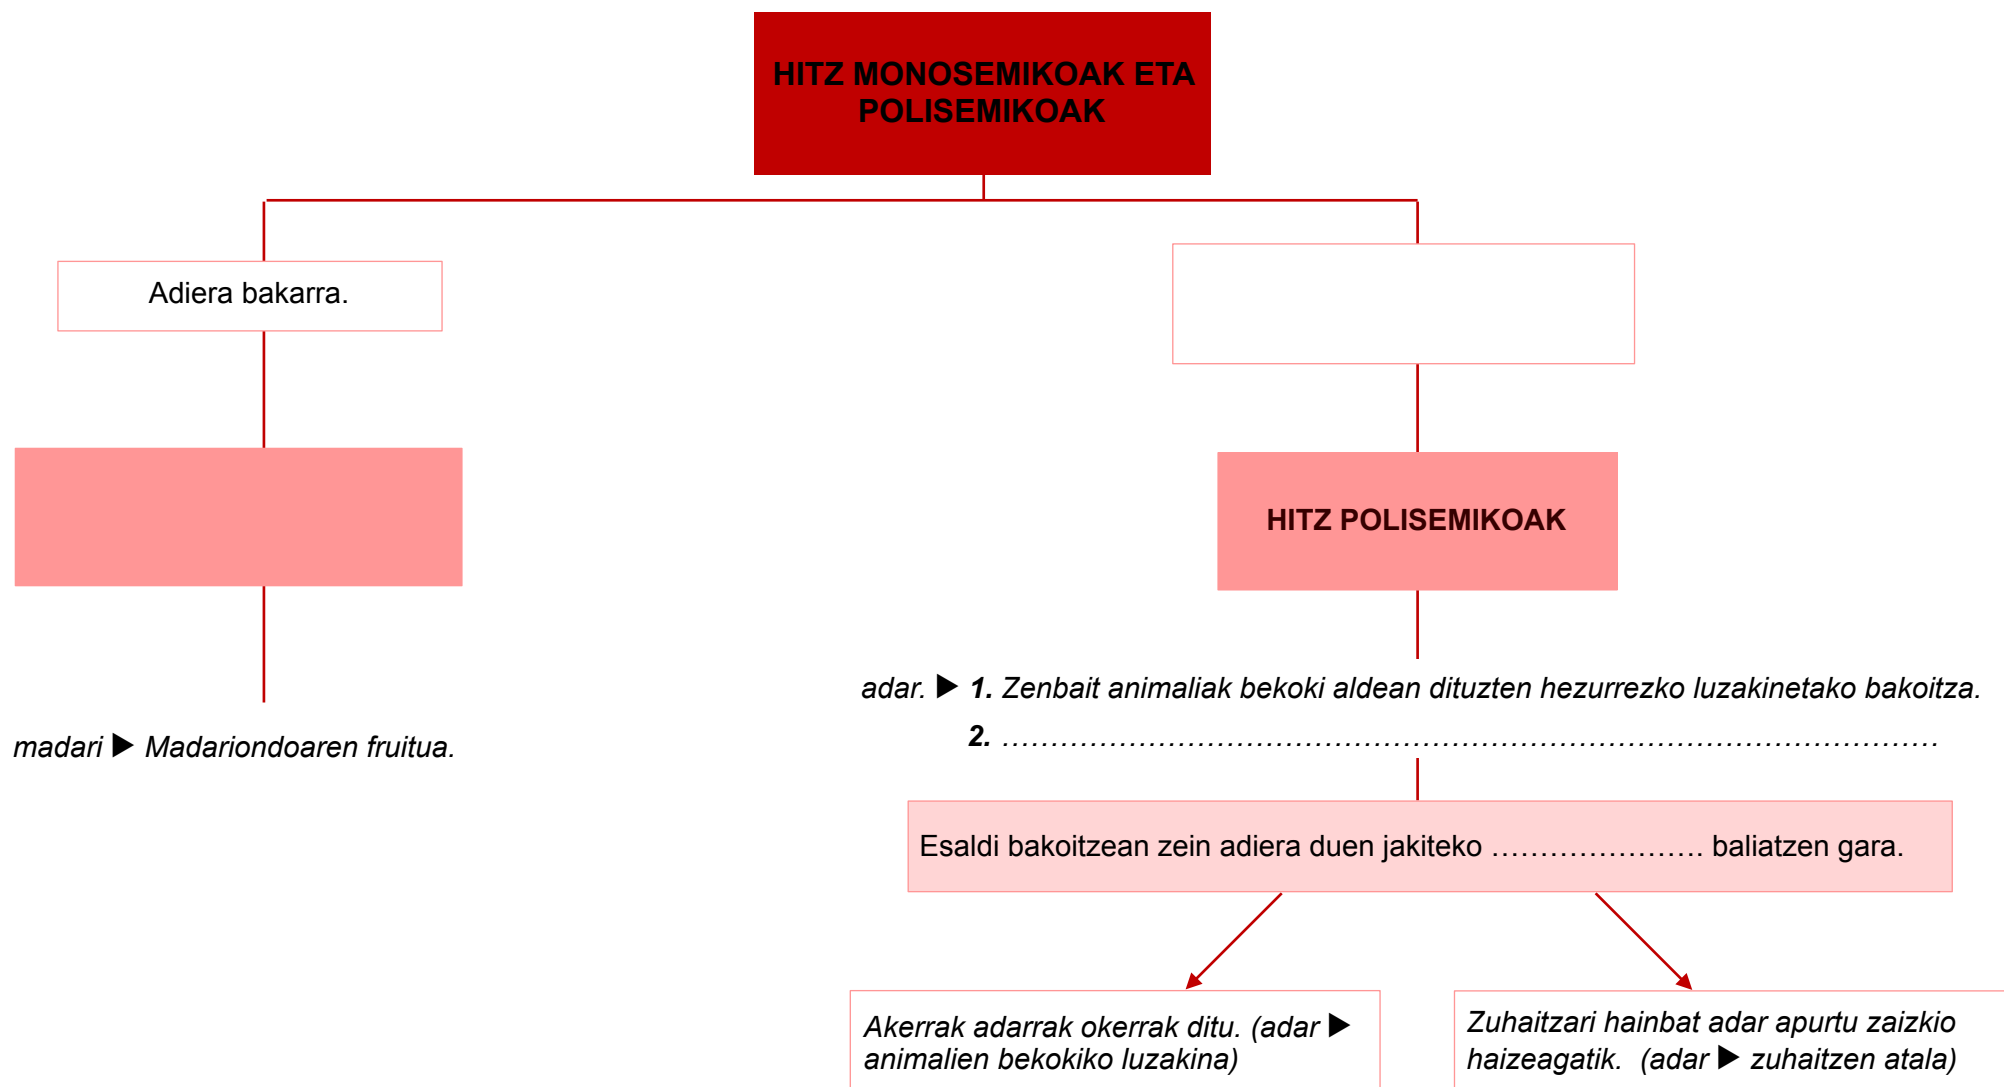 HITZ MONOSEMIKOAK ETA
POLISEMIKOAK
Adiera bakarra.
HITZ POLISEMIKOAK
madari ▶ Madariondoaren fruitua.
adar. ▶ 1. Zenbait animaliak bekoki aldean dituzten hezurrezko luzakinetako bakoitza.
2. ……………………………………………………………………………………
Esaldi bakoitzean zein adiera duen jakiteko …………………. baliatzen gara.
Akerrak adarrak okerrak ditu. (adar ▶
animalien bekokiko luzakina)
Zuhaitzari hainbat adar apurtu zaizkio
haizeagatik. (adar ▶ zuhaitzen atala)